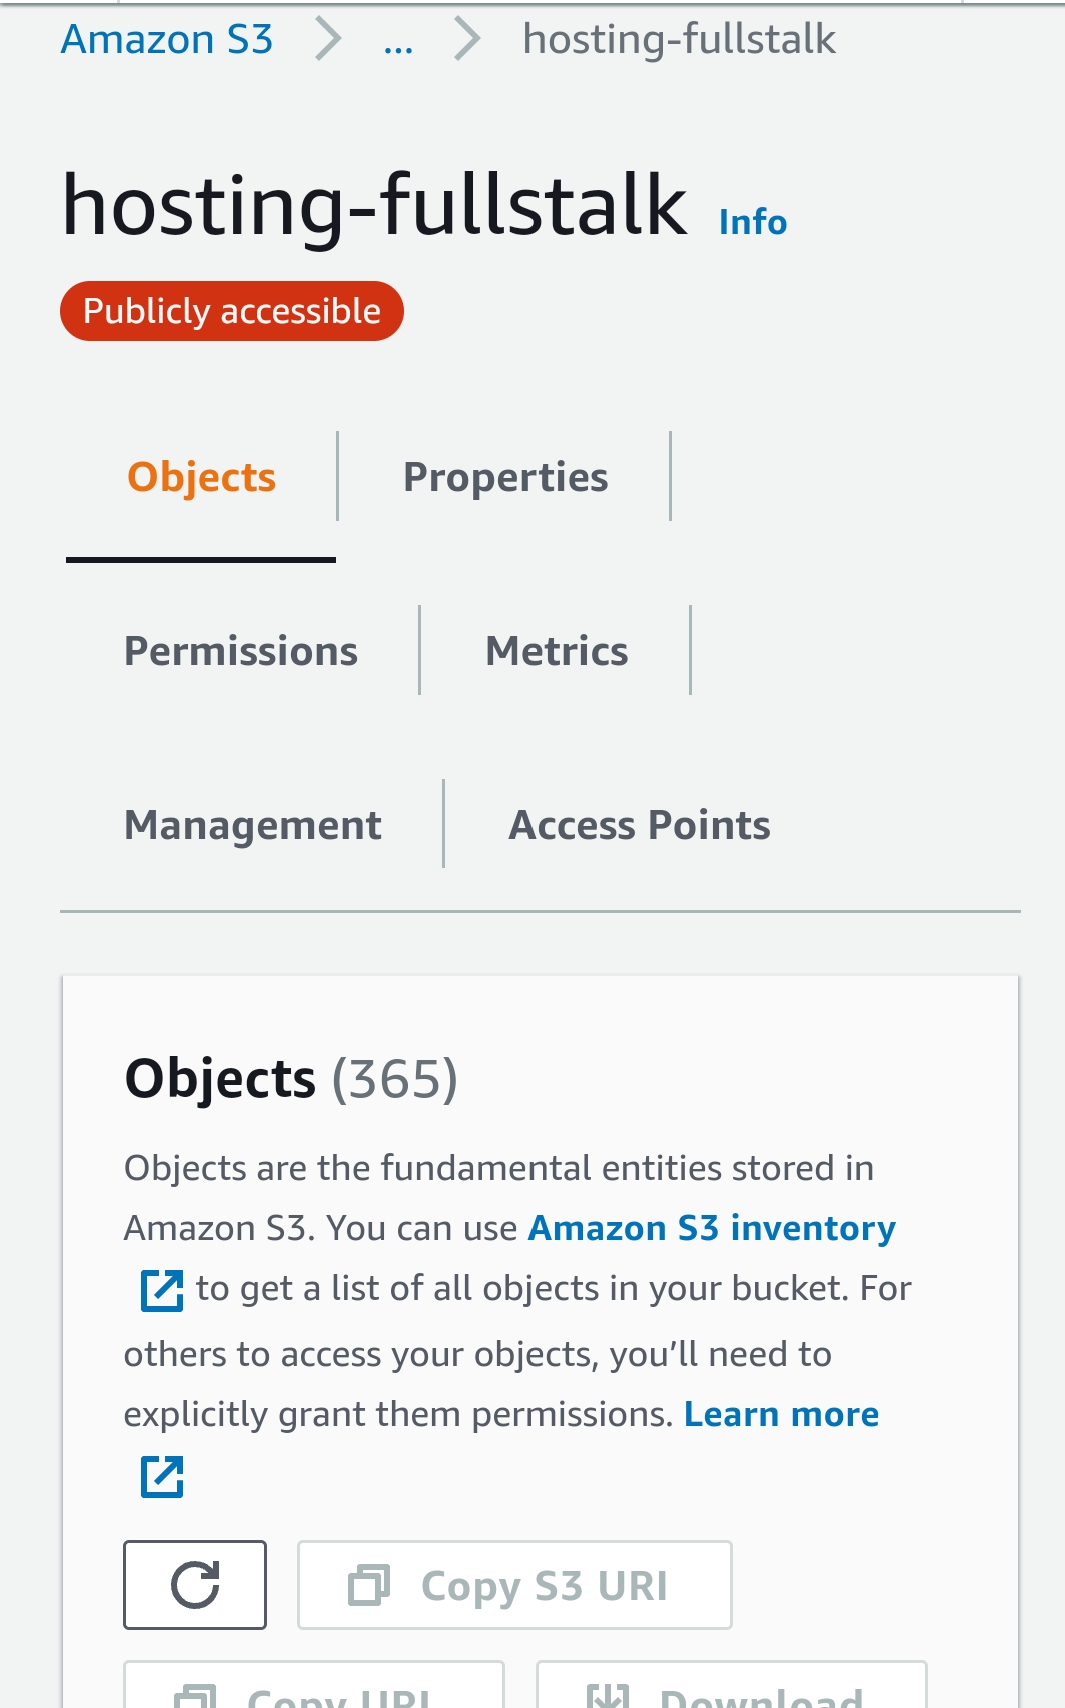 Amazon S3 > ... > hosting-fullstalk
hosting-fullstalk Info
Publicly accessible
Objects
Properties
Permissions
Metrics
Management
Access Points
Objects (365)
Objects are the fundamental entities stored in
Amazon S3. You can use Amazon S3 inventory
to get a list of all objects in your bucket. For
others to access your objects, you'll need to
explicitly grant them permissions. Learn more
Copy S3 URI
Copy URL
Download